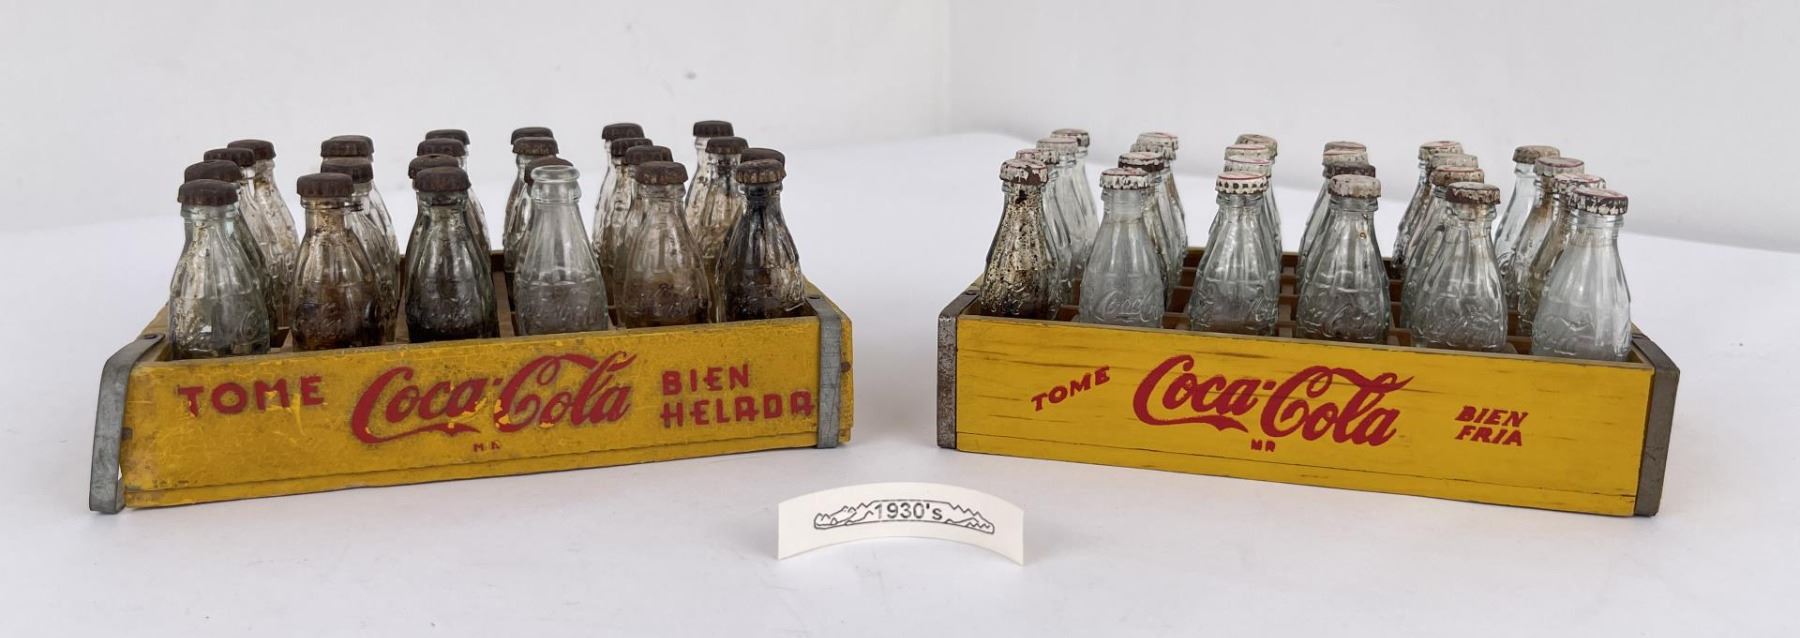 TOME Coca-Cola BIEN
HELADA
MR
TOME Coca-Cola BIEN
FRIA
MR
1930's